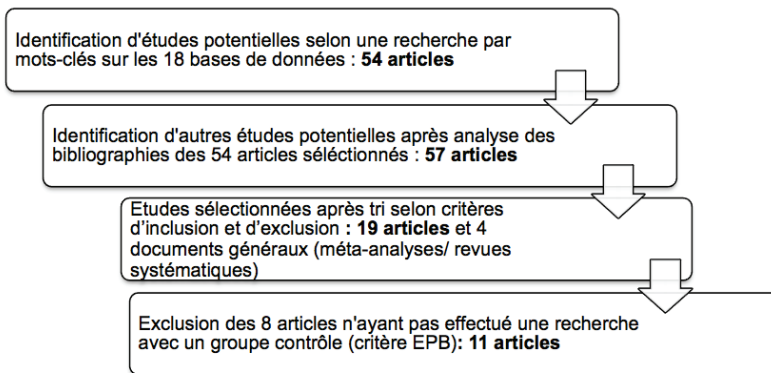 Identification d'études potentielles selon une recherche par
mots-clés sur les 18 bases de données : 54 articles
Identification d'autres études potentielles après analyse des
bibliographies des 54 articles séléctionnés : 57 articles
Etudes sélectionnées après tri selon critères
d'inclusion et d'exclusion : 19 articles et 4
documents généraux (méta-analyses/ revues
systématiques)
Exclusion des 8 articles n'ayant pas effectué une recherche
avec un groupe contrôle (critère EPB): 11 articles